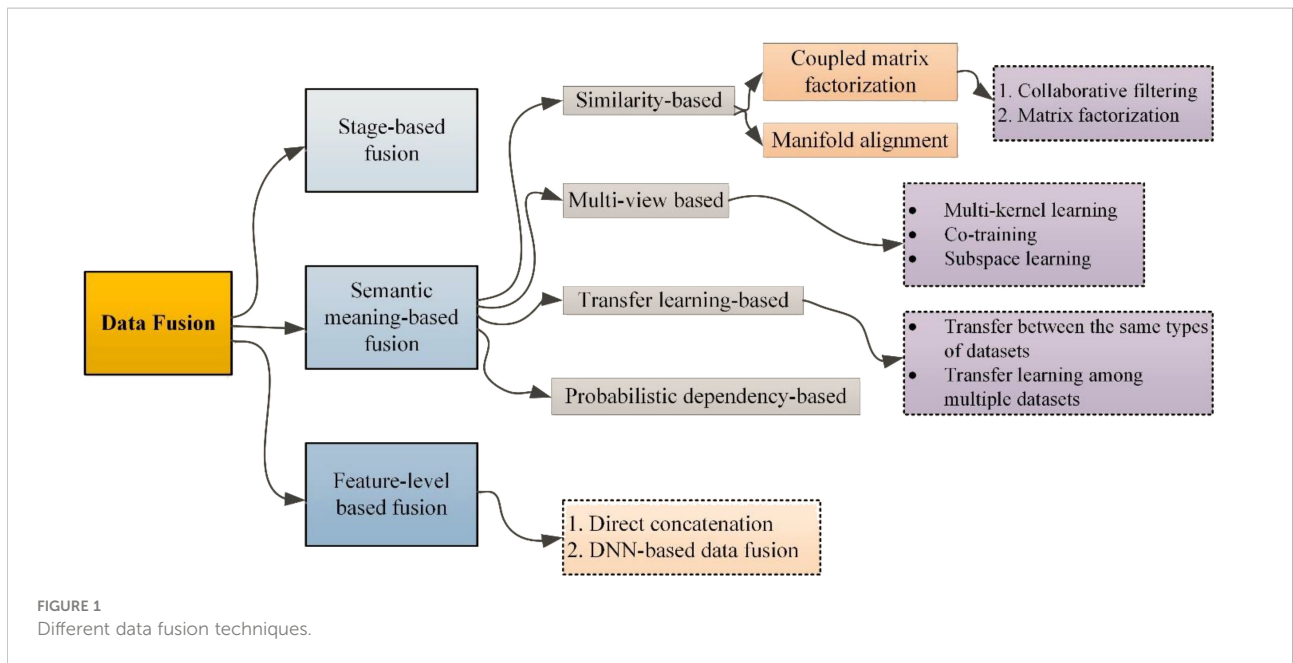 Data Fusion
Stage-based
fusion
Semantic
meaning-based
fusion
Feature-level
based fusion
Similarity-based
Multi-view based
Transfer learning-based
Probabilistic dependency-based
Coupled matrix
factorization
Manifold alignment
1. Collaborative filtering
2. Matrix factorization
• Multi-kernel learning
• Co-training
• Subspace learning
• Transfer between the same types
of datasets
• Transfer learning among
multiple datasets
1. Direct concatenation
2. DNN-based data fusion
FIGURE 1
Different data fusion techniques.